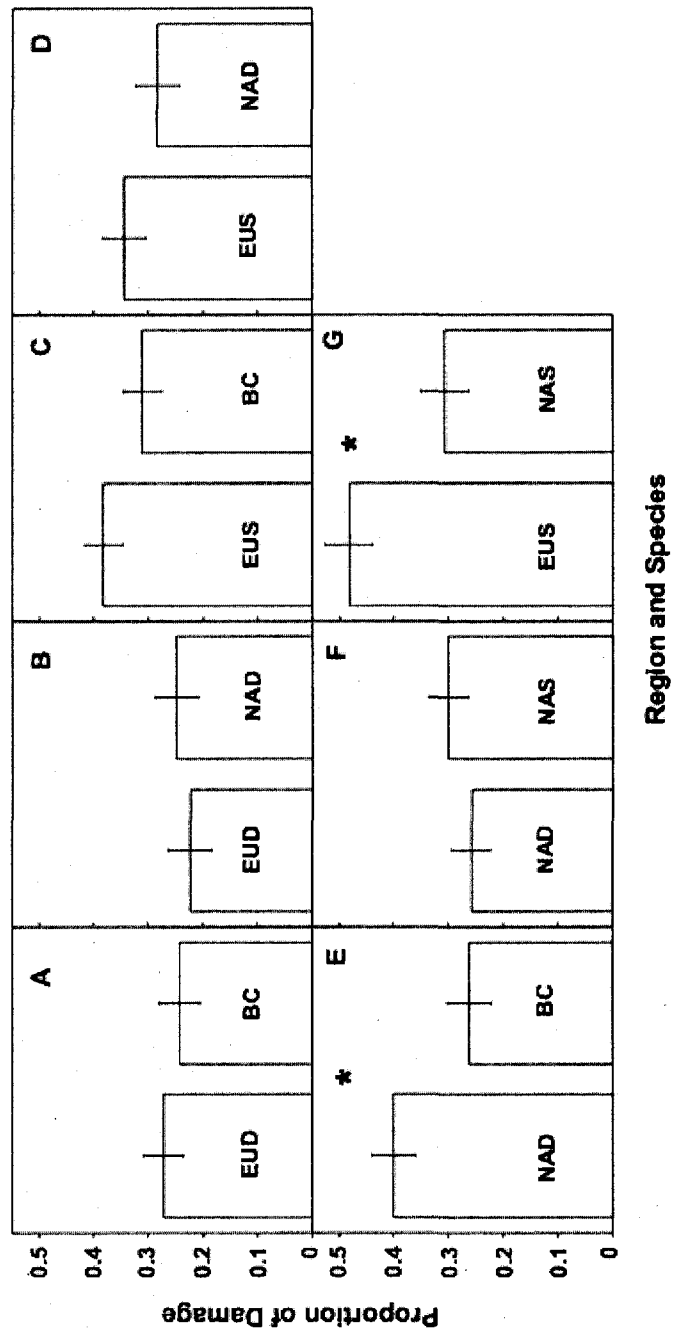 Proportion of Damage
0.5
0.4
0.3
0.2
0.1
0
A
EUD
BC
B
EUD
NAD
C
EUS
BC
D
EUS
NAD
0.5
0.4
0.3
0.2
0.1
0
E
*
NAD
BC
F
NAD
NAS
G
*
EUS
NAS
Region and Species